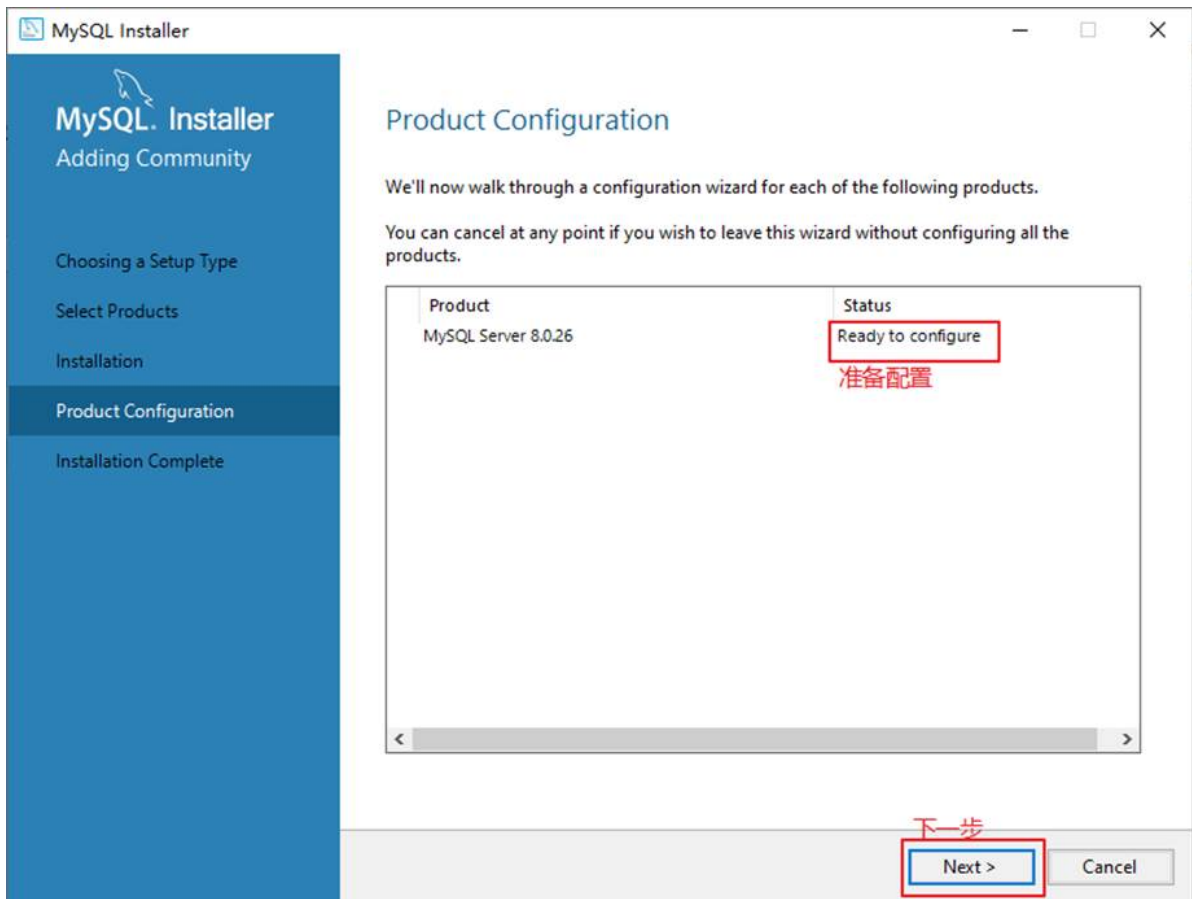 MySQL Installer
MySQL. Installer
Adding Community
Choosing a Setup Type
Select Products
Installation
Product Configuration
Installation Complete
Product Configuration
We'll now walk through a configuration wizard for each of the following products.
You can cancel at any point if you wish to leave this wizard without configuring all the
products.
Product Status
MySQL Server 8.0.26 Ready to configure
准备配置
下一步
Next > Cancel